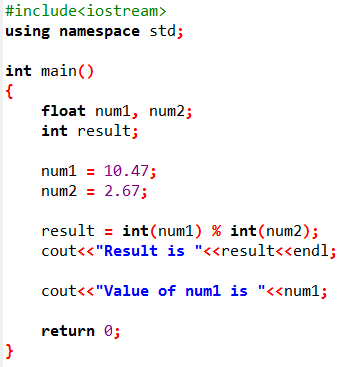 #include<iostream>
using namespace std;
int main()
{
float num1, num2;
int result;
num1 = 10.47;
num2 = 2.67;
result = int(num1) % int(num2);
cout<<"Result is "<<result<<endl;
cout<<"Value of num1 is "<<num1;
return 0;
}